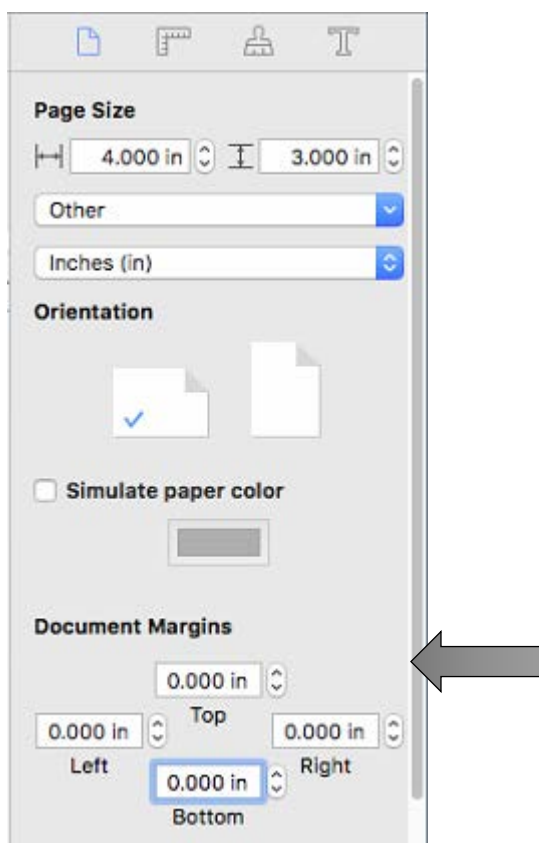 T
Page Size
4.000 in 3.000 in
Other
Inches (in)
Orientation
Simulate paper color
Document Margins
0.000 in
Top
0.000 in 0.000 in
Left Right
0.000 in
Bottom